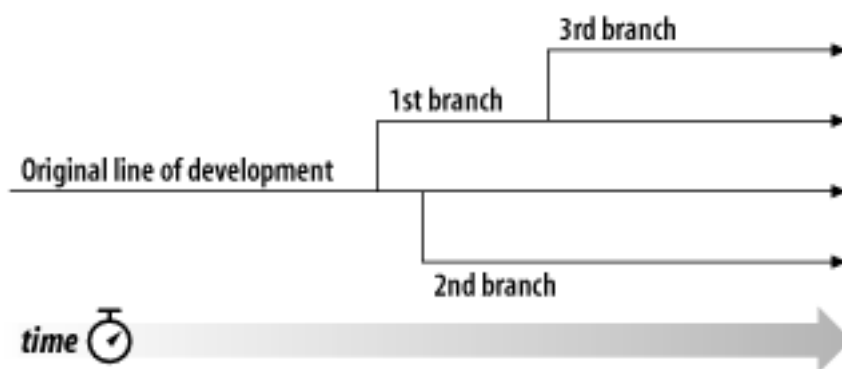 3rd branch
1st branch
Original line of development
2nd branch
time